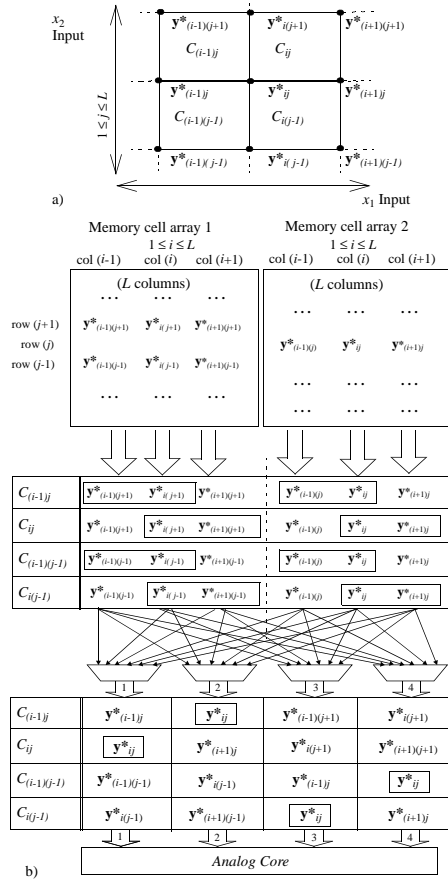 x2
Input
y*(i-1)(j+1) y*i(j+1) y*(i+1)(j+1)
C(i-1)j Cij
1 ≤ j ≤ L
y*(i-1)j y*ij y*(i+1)j
C(i-1)(j-1) Ci(j-1)
y*(i-1)(j-1) y*i(j-1) y*(i+1)(j-1)
a)
x1 Input
Memory cell array 1 Memory cell array 2
1 ≤ i ≤ L 1 ≤ i ≤ L
col (i-1) col (i) col (i+1) col (i-1) col (i) col (i+1)
(L columns) (L columns)
... ... ... ... ... ...
row (j+1) y*(i-1)(j+1) y*i(j+1) y*(i+1)(j+1)
row (j) y*(i-1)(j) y*ij y*(i+1)j
row (j-1) y*(i-1)(j-1) y*i(j-1) y*(i+1)(j-1)
... ... ... ... ... ...
... ... ...
C(i-1)j y*(i-1)(j+1) y*i(j+1) y*(i+1)(j+1) y*(i-1)(j) y*ij y*(i+1)j
Cij y*(i-1)(j+1) y*i(j+1) y*(i+1)(j+1) y*(i-1)(j) y*ij y*(i+1)j
C(i-1)(j-1) y*(i-1)(j-1) y*i(j-1) y*(i+1)(j-1) y*(i-1)(j) y*ij y*(i+1)j
Ci(j-1) y*(i-1)(j-1) y*i(j-1) y*(i+1)(j-1) y*(i-1)(j) y*ij y*(i+1)j
1 2 3 4
C(i-1)j y*(i-1)j y*ij y*(i-1)(j+1) y*i(j+1)
Cij y*ij y*(i+1)j y*i(j+1) y*(i+1)(j+1)
C(i-1)(j-1) y*(i-1)(j-1) y*i(j-1) y*(i-1)j y*ij
Ci(j-1) y*i(j-1) y*(i+1)(j-1) y*ij y*(i+1)j
1 2 3 4
b)
Analog Core